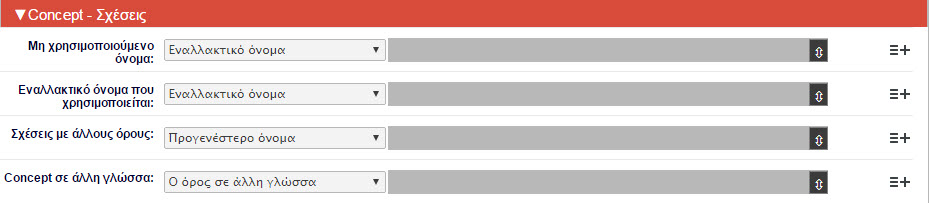 ▼Concept - Σχέσεις
Μη χρησιμοποιούμενο
όνομα:
Εναλλακτικό όνομα
Εναλλακτικό όνομα που
χρησιμοποιείται:
Εναλλακτικό όνομα
Σχέσεις με άλλους όρους:
Προγενέστερο όνομα
Concept σε άλλη γλώσσα:
Ο όρος σε άλλη γλώσσα